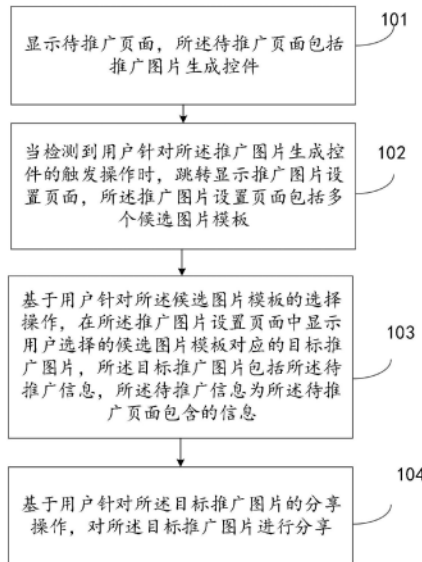 显示待推广页面，所述待推广页面包括
推广图片生成控件
101
当检测到用户针对所述推广图片生成控
件的触发操作时，跳转显示推广图片设
置页面，所述推广图片设置页面包括多
个候选图片模板
102
基于用户针对所述候选图片模板的选择
操作，在所述推广图片设置页面中显示
用户选择的候选图片模板对应的目标推
广图片，所述目标推广图片包括所述待
推广信息，所述待推广信息为所述待推
广页面包含的信息
103
基于用户针对所述目标推广图片的分享
操作，对所述目标推广图片进行分享
104